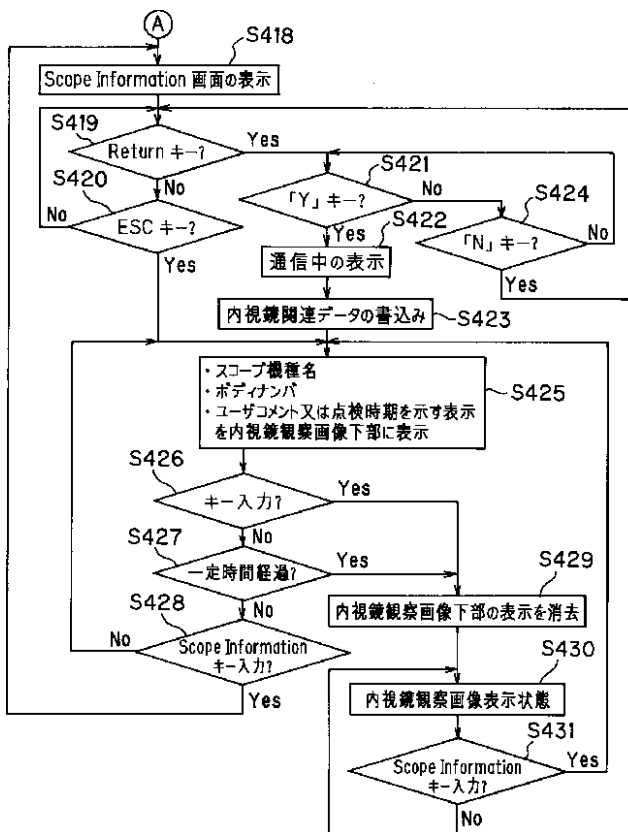 A
S418
Scope Information 画面の表示
S419
Return キー?
Yes
No
S420
ESC キー?
No
Yes
S421
「Y」キー?
No
Yes
S424
「N」キー?
No
Yes
S422
通信中の表示
内視鏡関連データの書込み
S423
・スコープ機種名
・ボディナンバ
・ユーザコメント又は点検時期を示す表示
を内視鏡観察画像下部に表示
S425
S426
キー入力?
Yes
No
S427
一定時間経過?
Yes
No
S428
Scope Information
キー入力?
No
Yes
S429
内視鏡観察画像下部の表示を消去
S430
内視鏡観察画像表示状態
S431
Scope Information
キー入力?
Yes
No